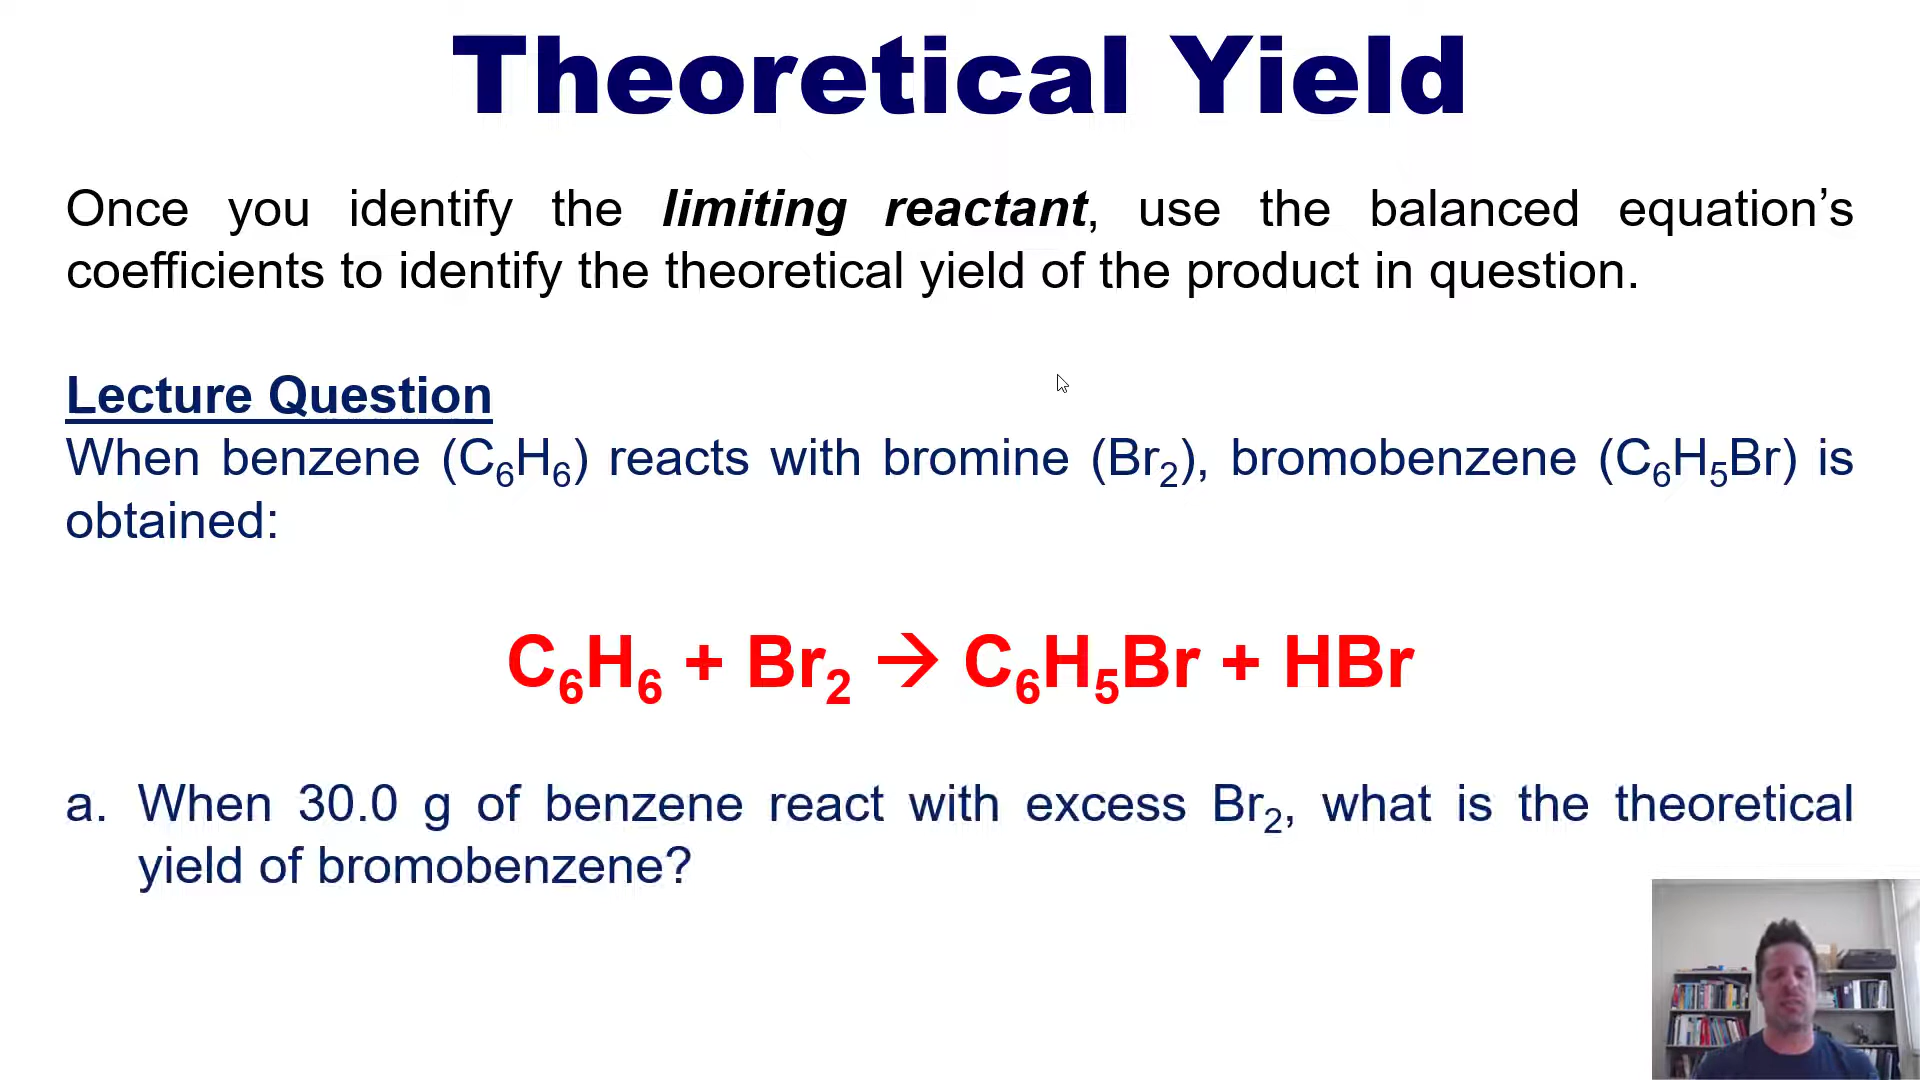 Theoretical Yield
Once you identify the limiting reactant, use the balanced equation’s
coefficients to identify the theoretical yield of the product in question.
Lecture Question
When benzene (C₆H₆) reacts with bromine (Br₂), bromobenzene (C₆H₅Br) is
obtained:
C₆H₆ + Br₂ → C₆H₅Br + HBr
a. When 30.0 g of benzene react with excess Br₂, what is the theoretical
yield of bromobenzene?